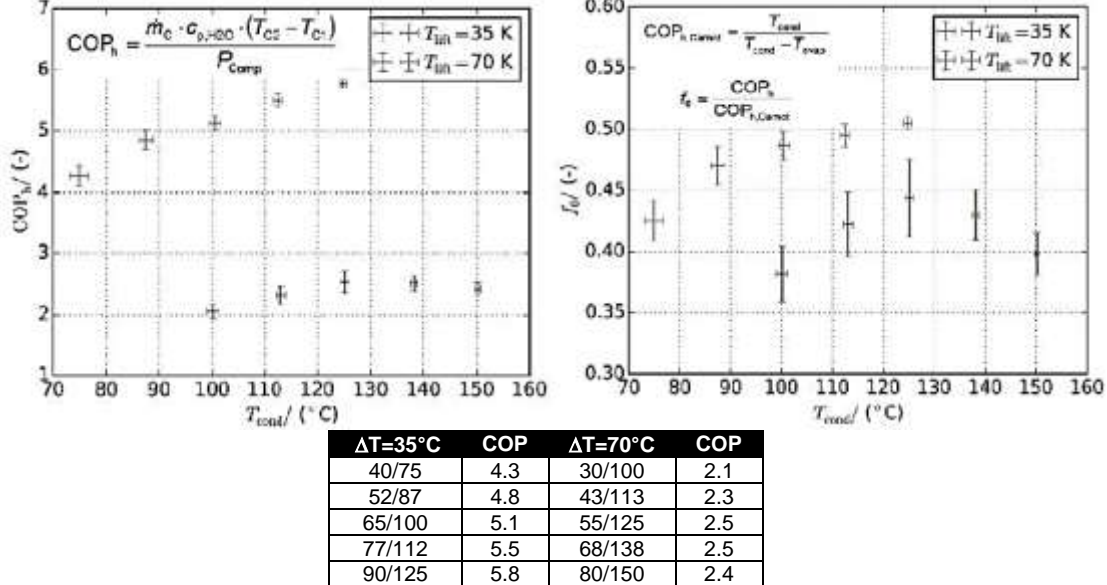 COPₕ = ṁ_C · c_p,H2O · (T_C2 − T_C1) / P_Comp
T_lift = 35 K
T_lift = 70 K
7
6
5
4
3
2
1
COPₕ/ (-)
70 80 90 100 110 120 130 140 150 160
T_cond/ (°C)
COP_h,Carnot = T_cond / T_cond − T_evap
f_c = COPₕ / COP_h,Carnot
T_lift = 35 K
T_lift = 70 K
0.60
0.55
0.50
0.45
0.40
0.35
0.30
70 80 90 100 110 120 130 140 150 160
T_cond/ (°C)
ΔT=35°C COP ΔT=70°C COP
40/75 4.3 30/100 2.1
52/87 4.8 43/113 2.3
65/100 5.1 55/125 2.5
77/112 5.5 68/138 2.5
90/125 5.8 80/150 2.4